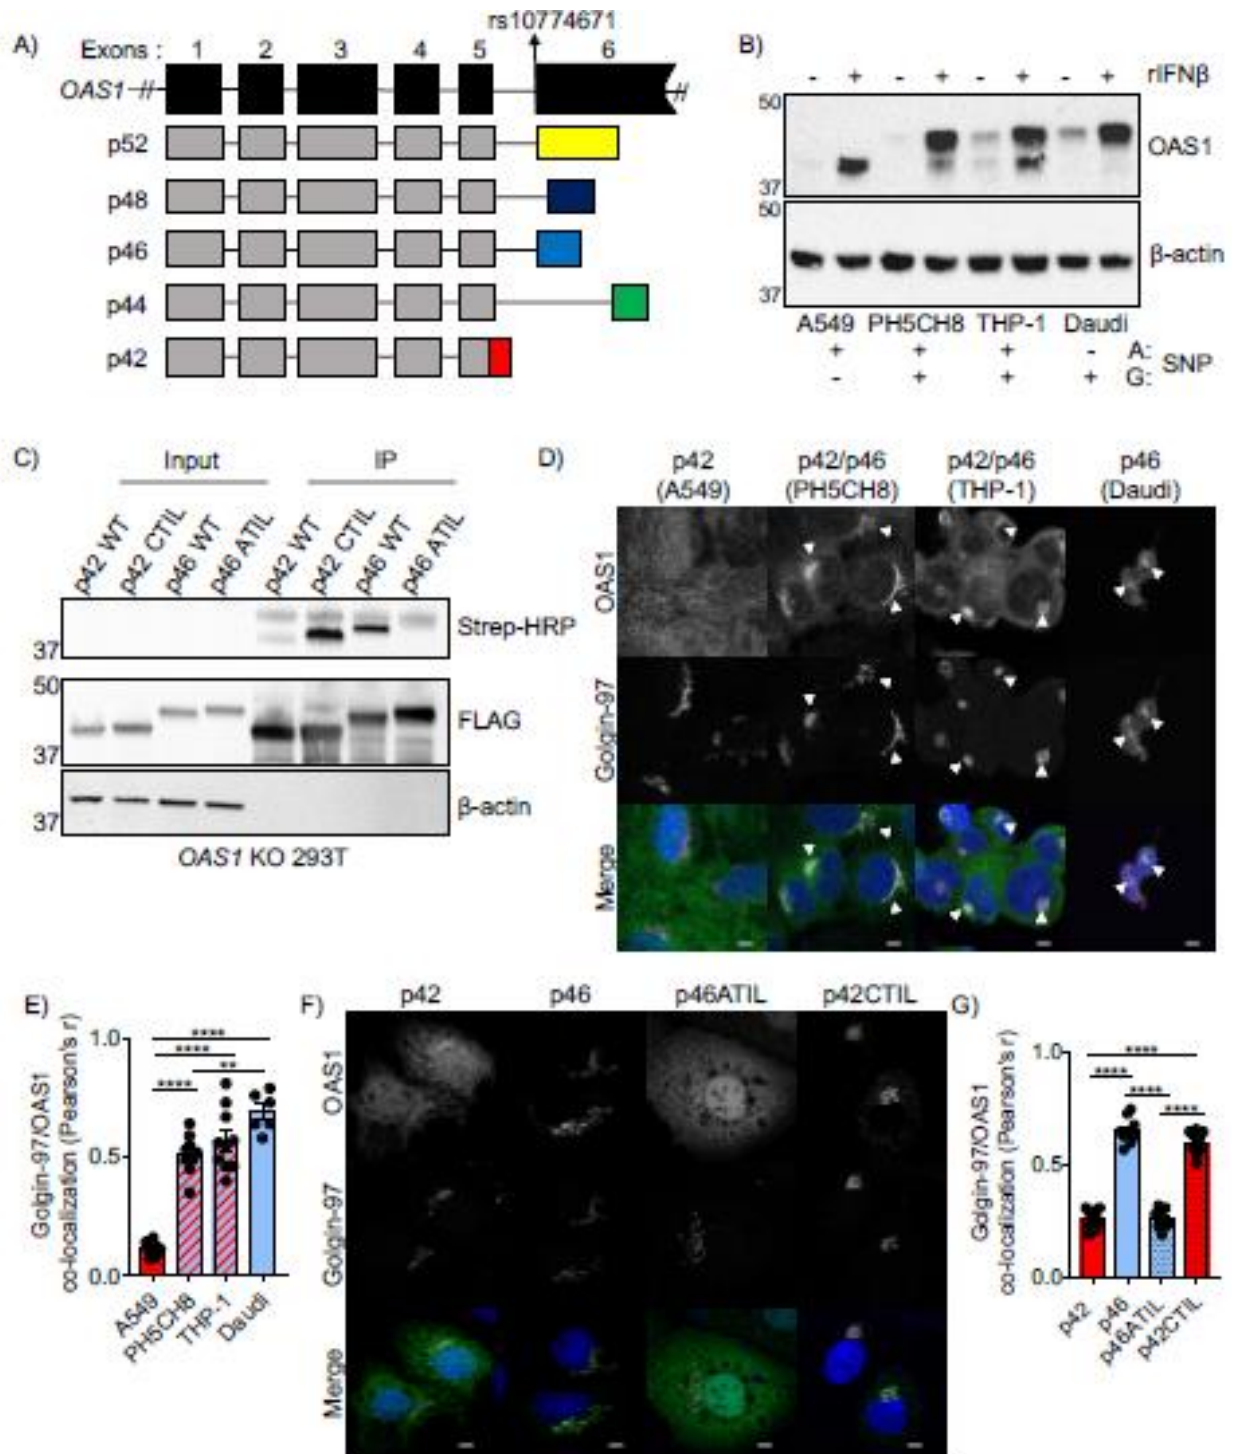 A)
rs10774671
Exons : 1 2 3 4 5 6
OAS1 // //
p52
p48
p46
p44
p42
B)
- + - + - + - + rIFNβ
50
OAS1
37
50
β-actin
37
A549 PH5CH8 THP-1 Daudi
+ + + - A:
SNP
- + + + G:
C)
Input IP
p42 WT
p42 CTIL
p46 WT
p46 ATIL
p42 WT
p42 CTIL
p46 WT
p46 ATIL
Strep-HRP
37
50
FLAG
37
β-actin
37
OAS1 KO 293T
D)
p42 p42/p46 p42/p46 p46
(A549) (PH5CH8) (THP-1) (Daudi)
OAS1
Golgin-97
Merge
E)
Golgin-97/OAS1
co-localization (Pearson's r)
1.0
0.5
0.0
****
****
**
****
A549
PH5CH8
THP-1
Daudi
F)
p42 p46 p46ATIL p42CTIL
OAS1
Golgin-97
Merge
G)
Golgin-97/OAS1
co-localization (Pearson's r)
1.0
0.5
0.0
****
****
****
****
p42
p46
p46ATIL
p42CTIL